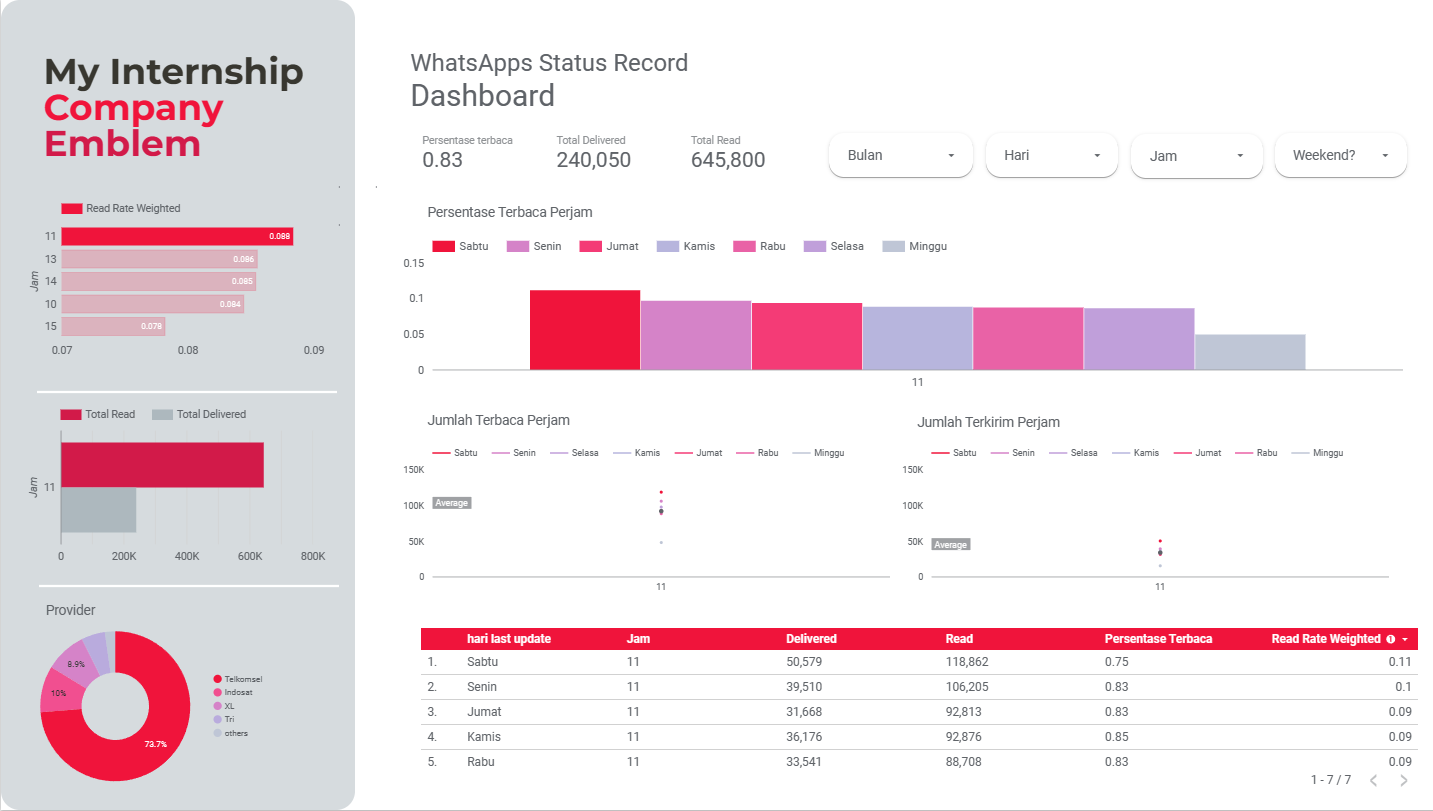 My Internship
Company
Emblem
Read Rate Weighted
Jam
11 0.088
13 0.086
14 0.085
10 0.084
15 0.078
0.07 0.08 0.09
Total Read Total Delivered
Jam
11
0 200K 400K 600K 800K
Provider
8.9%
10%
73.7%
Telkomsel
Indosat
XL
Tri
others
WhatsApps Status Record
Dashboard
Persentase terbaca Total Delivered Total Read
0.83 240,050 645,800
Bulan Hari Jam Weekend?
Persentase Terbaca Perjam
Sabtu Senin Jumat Kamis Rabu Selasa Minggu
0.15
0.1
0.05
0
11
Jumlah Terbaca Perjam
Sabtu Senin Selasa Kamis Jumat Rabu Minggu
150K
100K
Average
50K
0
11
Jumlah Terkirim Perjam
Sabtu Senin Selasa Kamis Jumat Rabu Minggu
150K
100K
50K
Average
0
11
hari last update Jam Delivered Read Persentase Terbaca Read Rate Weighted
1. Sabtu 11 50,579 118,862 0.75 0.11
2. Senin 11 39,510 106,205 0.83 0.1
3. Jumat 11 31,668 92,813 0.83 0.09
4. Kamis 11 36,176 92,876 0.85 0.09
5. Rabu 11 33,541 88,708 0.83 0.09
1 - 7 / 7